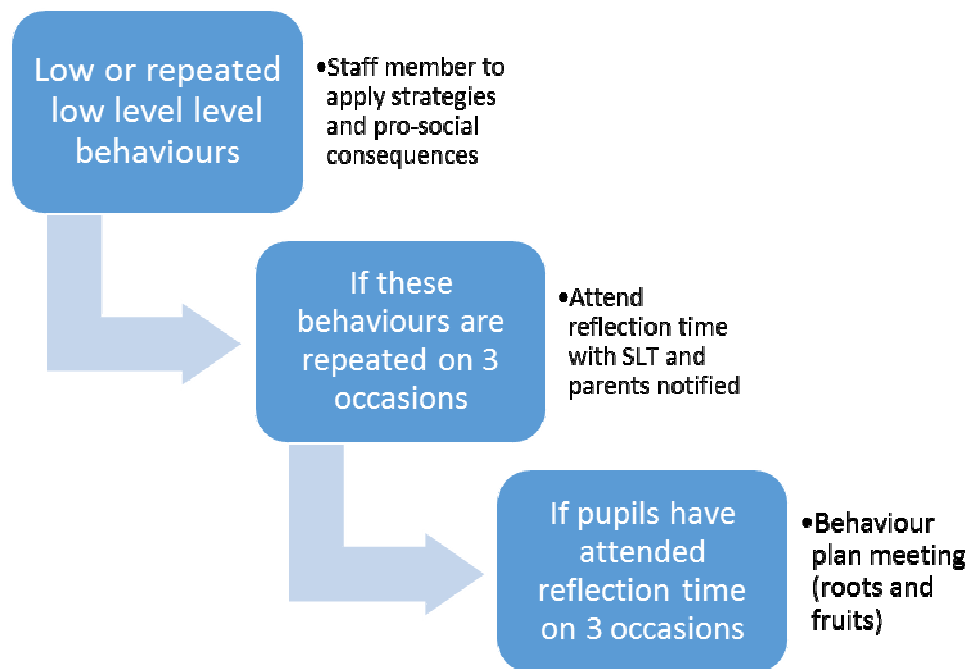 Low or repeated
low level level
behaviours
•Staff member to
apply strategies
and pro-social
consequences
If these
behaviours are
repeated on 3
occasions
•Attend
reflection time
with SLT and
parents notified
If pupils have
attended
reflection time
on 3 occasions
•Behaviour
plan meeting
(roots and
fruits)